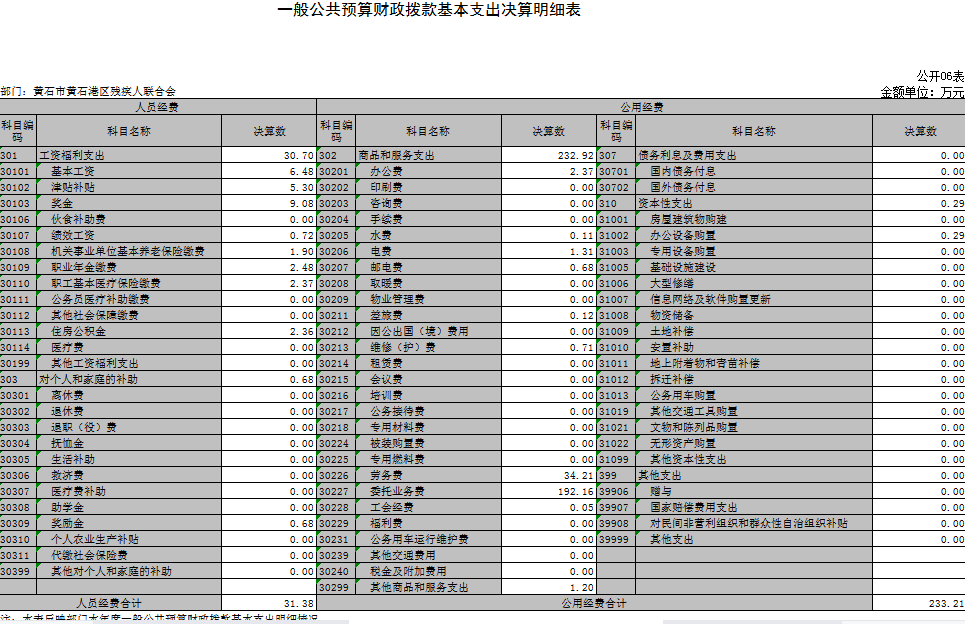 一般公共预算财政拨款基本支出决算明细表
公开06表
部门：黄石市黄石港区残疾人联合会 金额单位：万元
人员经费 公用经费
科目编码 科目名称 决算数 科目编码 科目名称 决算数 科目编码 科目名称 决算数
301 工资福利支出 30.70 302 商品和服务支出 232.92 307 债务利息及费用支出 0.00
30101 基本工资 6.48 30201 办公费 2.37 30701 国内债务付息 0.00
30102 津贴补贴 5.30 30202 印刷费 0.00 30702 国外债务付息 0.00
30103 奖金 9.08 30203 咨询费 0.00 310 资本性支出 0.29
30106 伙食补助费 0.00 30204 手续费 0.00 31001 房屋建筑物购建 0.00
30107 绩效工资 0.72 30205 水费 0.11 31002 办公设备购置 0.29
30108 机关事业单位基本养老保险缴费 1.90 30206 电费 1.31 31003 专用设备购置 0.00
30109 职业年金缴费 2.48 30207 邮电费 0.68 31005 基础设施建设 0.00
30110 职工基本医疗保险缴费 2.37 30208 取暖费 0.00 31006 大型修缮 0.00
30111 公务员医疗补助缴费 0.00 30209 物业管理费 0.00 31007 信息网络及软件购置更新 0.00
30112 其他社会保障缴费 0.00 30211 差旅费 0.12 31008 物资储备 0.00
30113 住房公积金 2.36 30212 因公出国（境）费用 0.00 31009 土地补偿 0.00
30114 医疗费 0.00 30213 维修（护）费 0.71 31010 安置补助 0.00
30199 其他工资福利支出 0.00 30214 租赁费 0.00 31011 地上附着物和青苗补偿 0.00
303 对个人和家庭的补助 0.68 30215 会议费 0.00 31012 拆迁补偿 0.00
30301 离休费 0.00 30216 培训费 0.00 31013 公务用车购置 0.00
30302 退休费 0.00 30217 公务接待费 0.00 31019 其他交通工具购置 0.00
30303 退职（役）费 0.00 30218 专用材料费 0.00 31021 文物和陈列品购置 0.00
30304 抚恤金 0.00 30224 被装购置费 0.00 31022 无形资产购置 0.00
30305 生活补助 0.00 30225 专用燃料费 0.00 31099 其他资本性支出 0.00
30306 救济费 0.00 30226 劳务费 34.21 399 其他支出 0.00
30307 医疗费补助 0.00 30227 委托业务费 192.16 39906 赠与 0.00
30308 助学金 0.00 30228 工会经费 0.05 39907 国家赔偿费用支出 0.00
30309 奖励金 0.68 30229 福利费 0.00 39908 对民间非营利组织和群众性自治组织补贴 0.00
30310 个人农业生产补贴 0.00 30231 公务用车运行维护费 0.00 39999 其他支出 0.00
30311 代缴社会保险费 0.00 30239 其他交通费用 0.00
30399 其他对个人和家庭的补助 0.00 30240 税金及附加费用 0.00
30299 其他商品和服务支出 1.20
人员经费合计 31.38 公用经费合计 233.21
注：本表反映部门本年度一般公共预算财政拨款基本支出明细情况